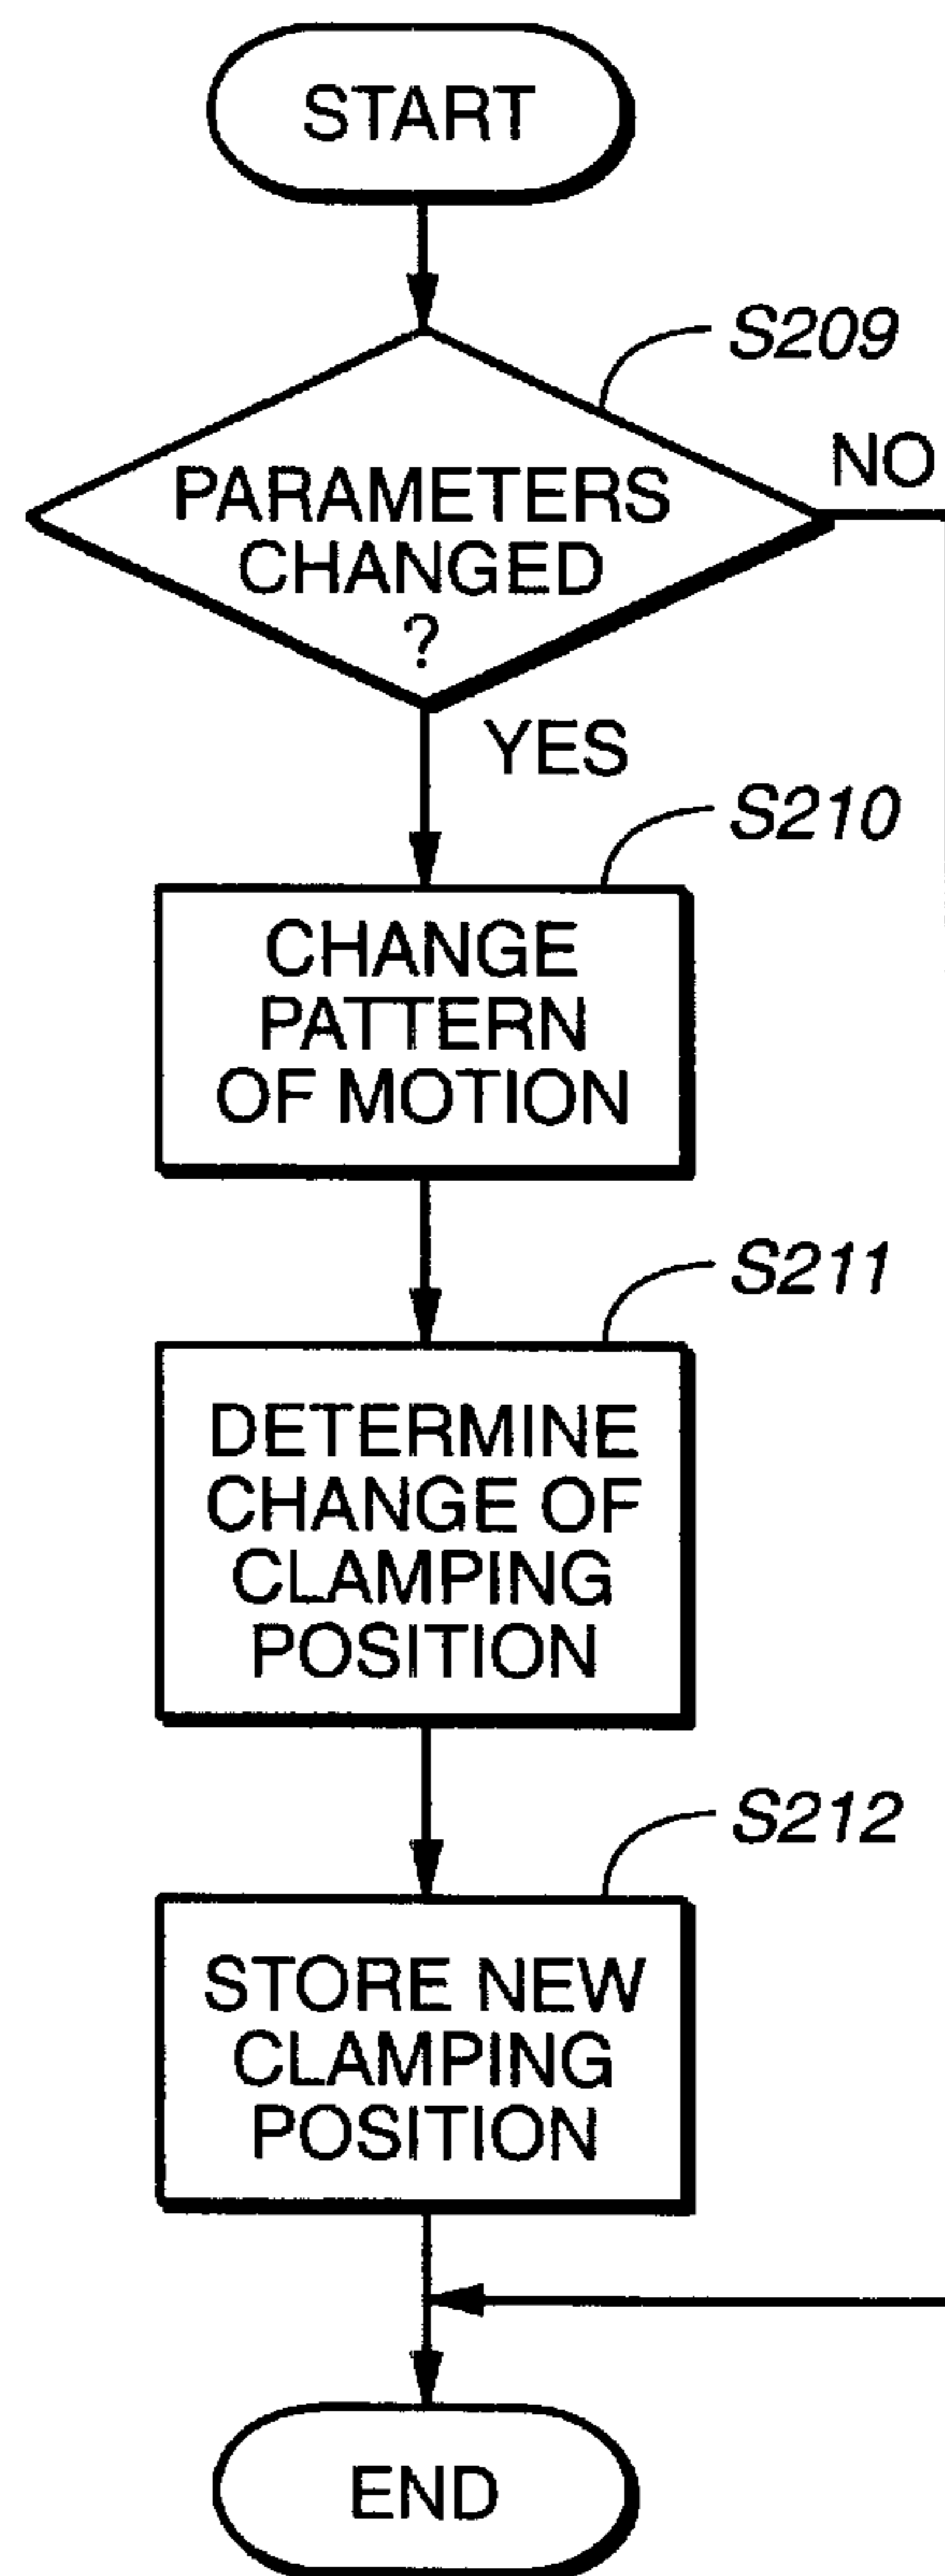 START
S209
NO
PARAMETERS
CHANGED
?
YES
S210
CHANGE
PATTERN
OF MOTION
S211
DETERMINE
CHANGE OF
CLAMPING
POSITION
S212
STORE NEW
CLAMPING
POSITION
END